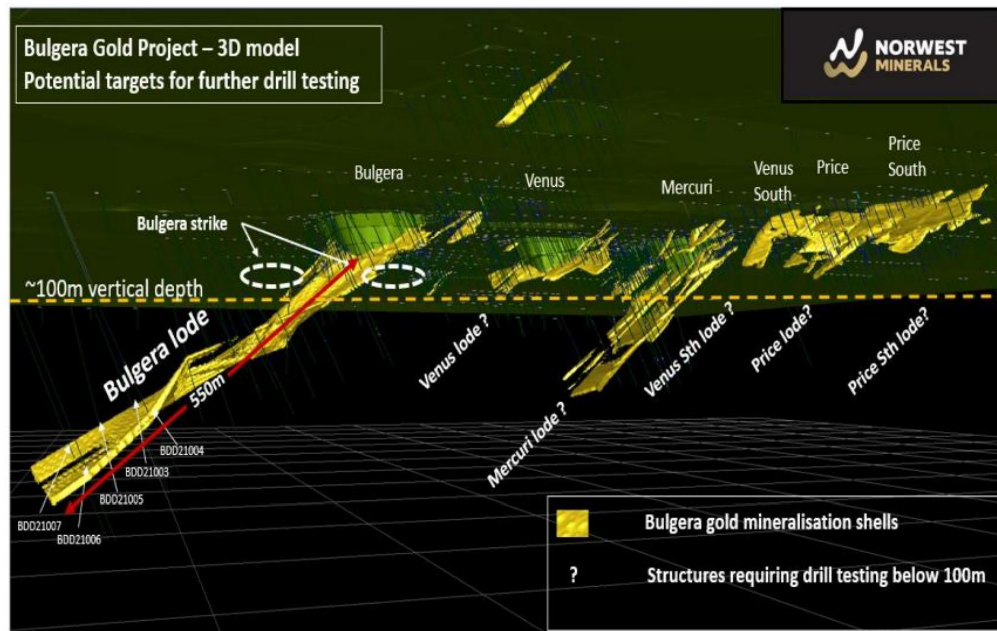 Bulgera Gold Project – 3D model
Potential targets for further drill testing
NORWEST
MINERALS
Bulgera
Venus
Mercuri
Venus
South
Price
Price
South
Bulgera strike
~100m vertical depth
Bulgera lode
550m
Venus lode ?
Mercuri lode ?
Venus Sth lode ?
Price lode?
Price Sth lode?
BDD21004
BDD21003
BDD21005
BDD21007
BDD21006
Bulgera gold mineralisation shells
? Structures requiring drill testing below 100m